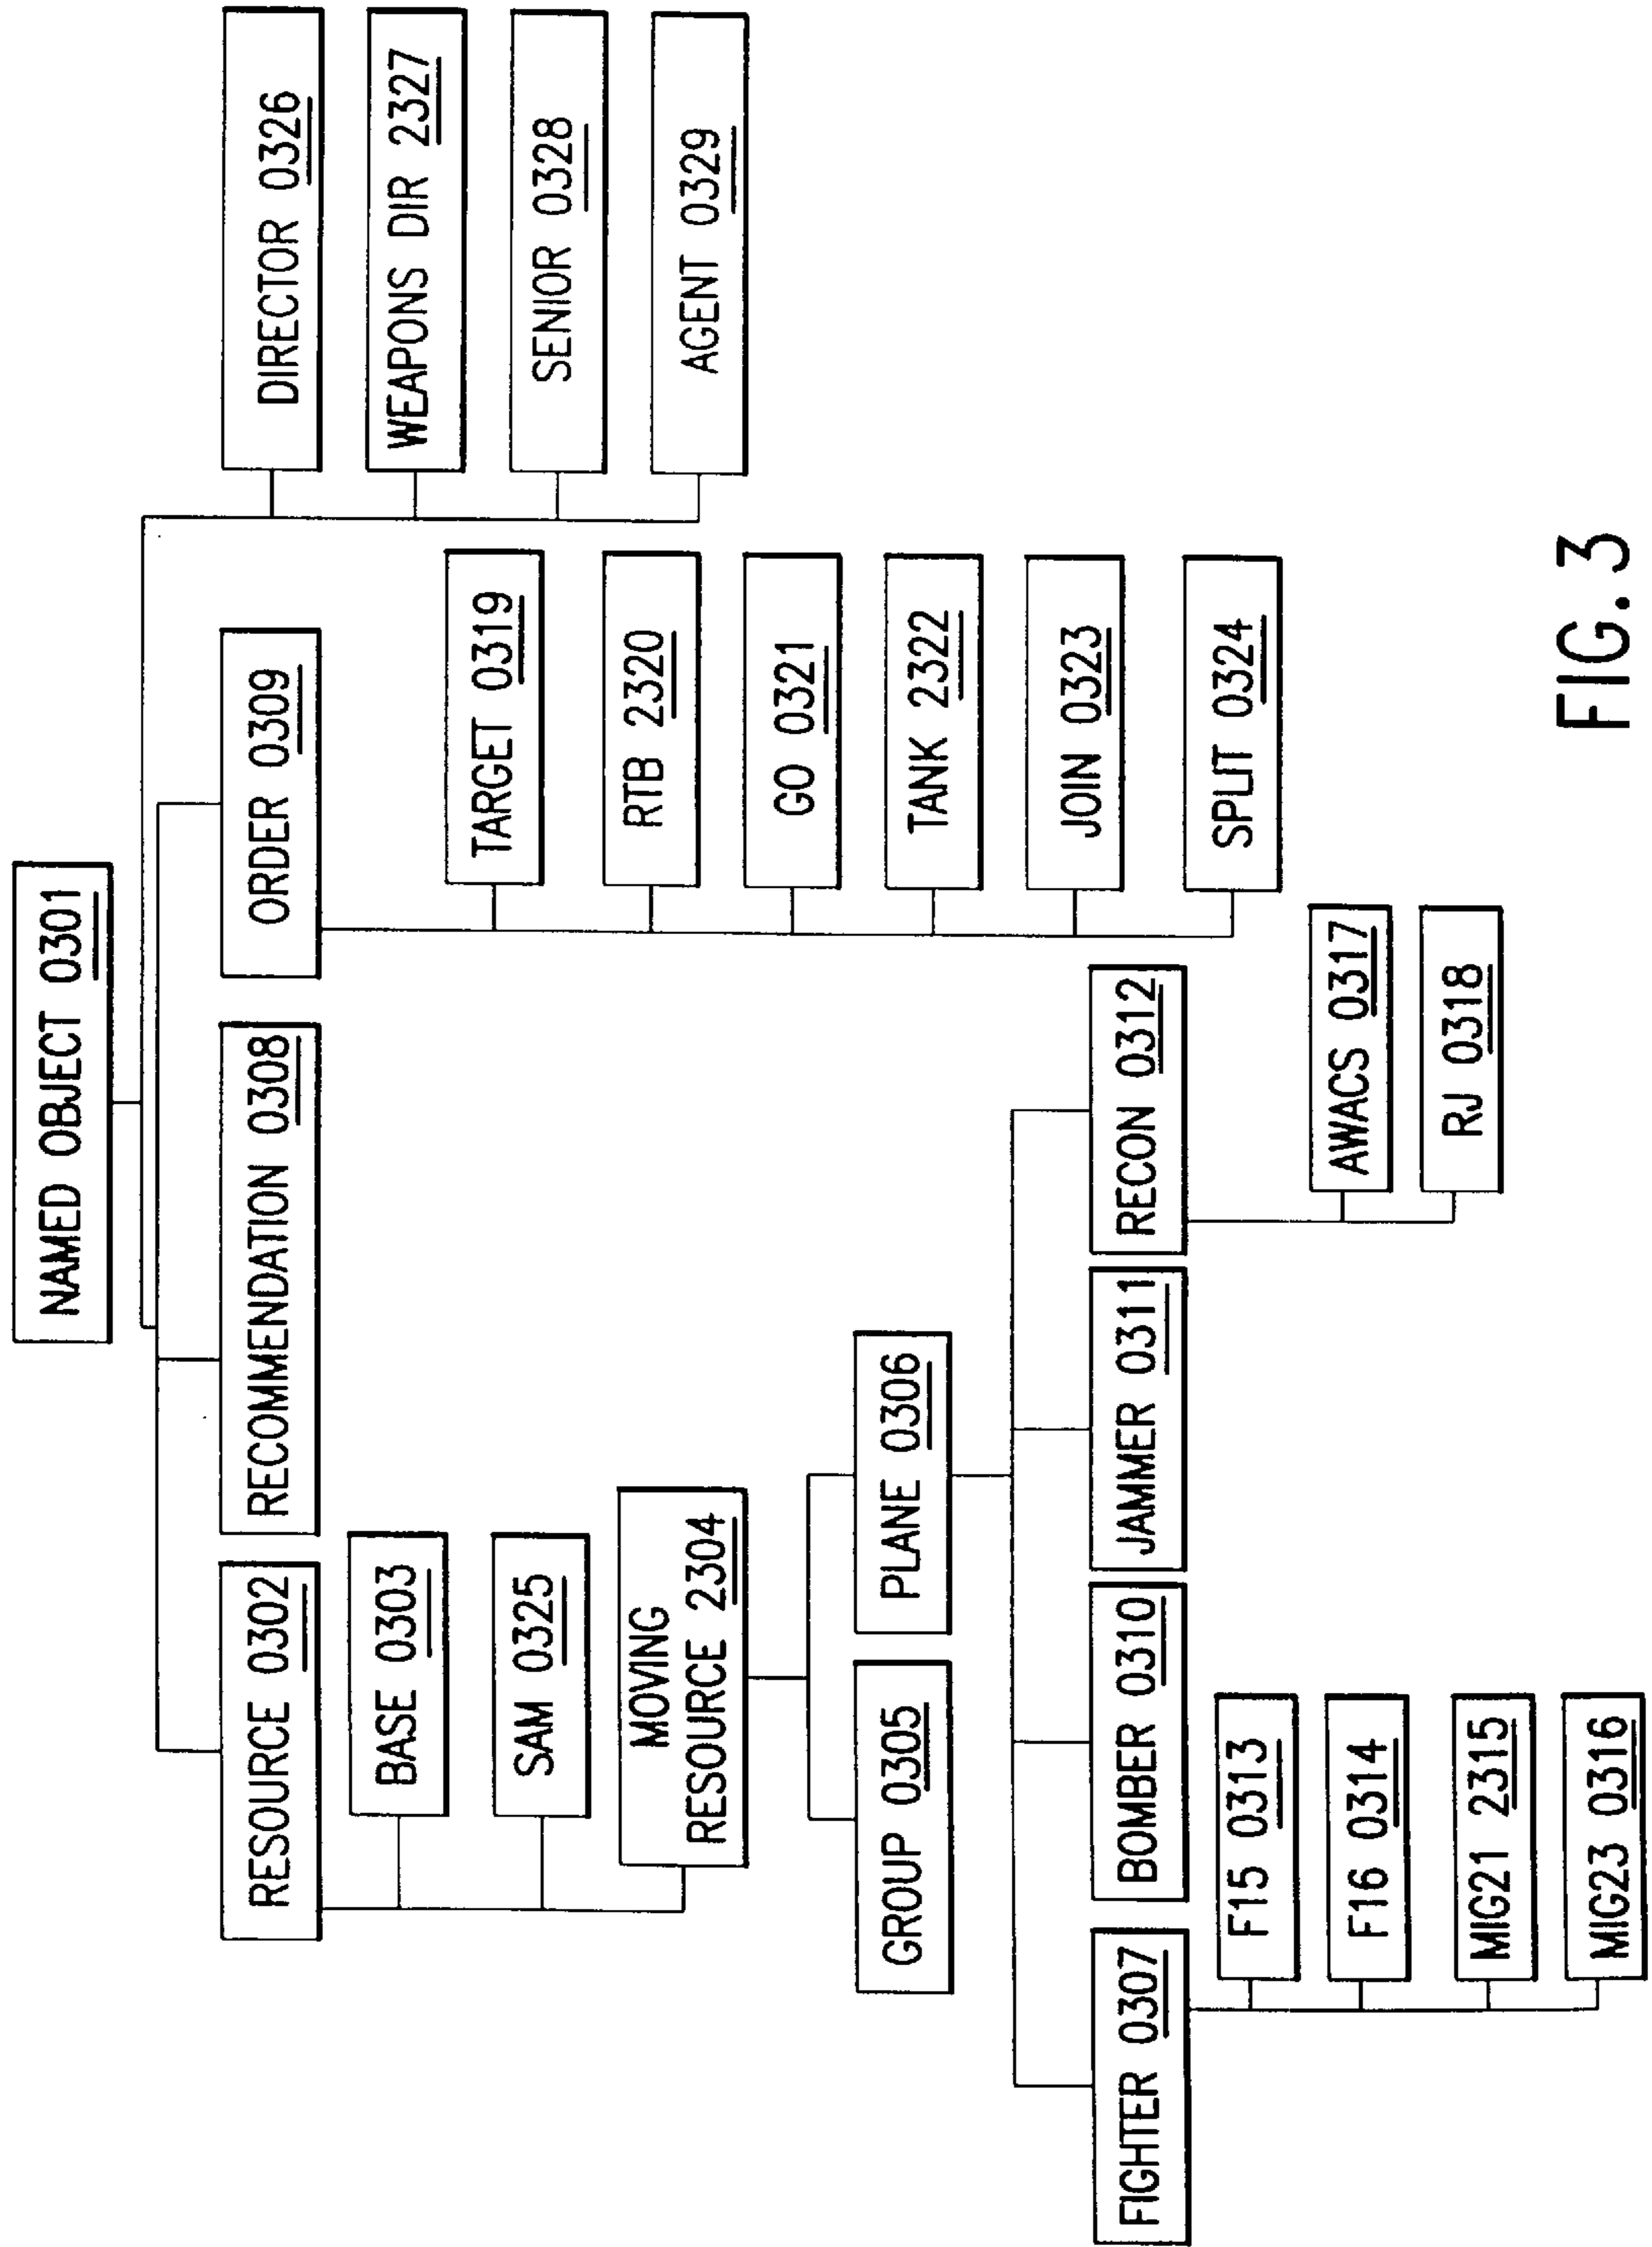 NAMED OBJECT 0301
RESOURCE 0302
RECOMMENDATION 0308
ORDER 0309
DIRECTOR 0326
WEAPONS DIR 2327
SENIOR 0328
AGENT 0329
BASE 0303
SAM 0325
MOVING
RESOURCE 2304
TARGET 0319
RTB 2320
GO 0321
TANK 2322
JOIN 0323
SPLIT 0324
GROUP 0305
PLANE 0306
FIGHTER 0307
BOMBER 0310
JAMMER 0311
RECON 0312
F15 0313
F16 0314
MIG21 2315
MIG23 0316
AWACS 0317
RJ 0318
FIG. 3